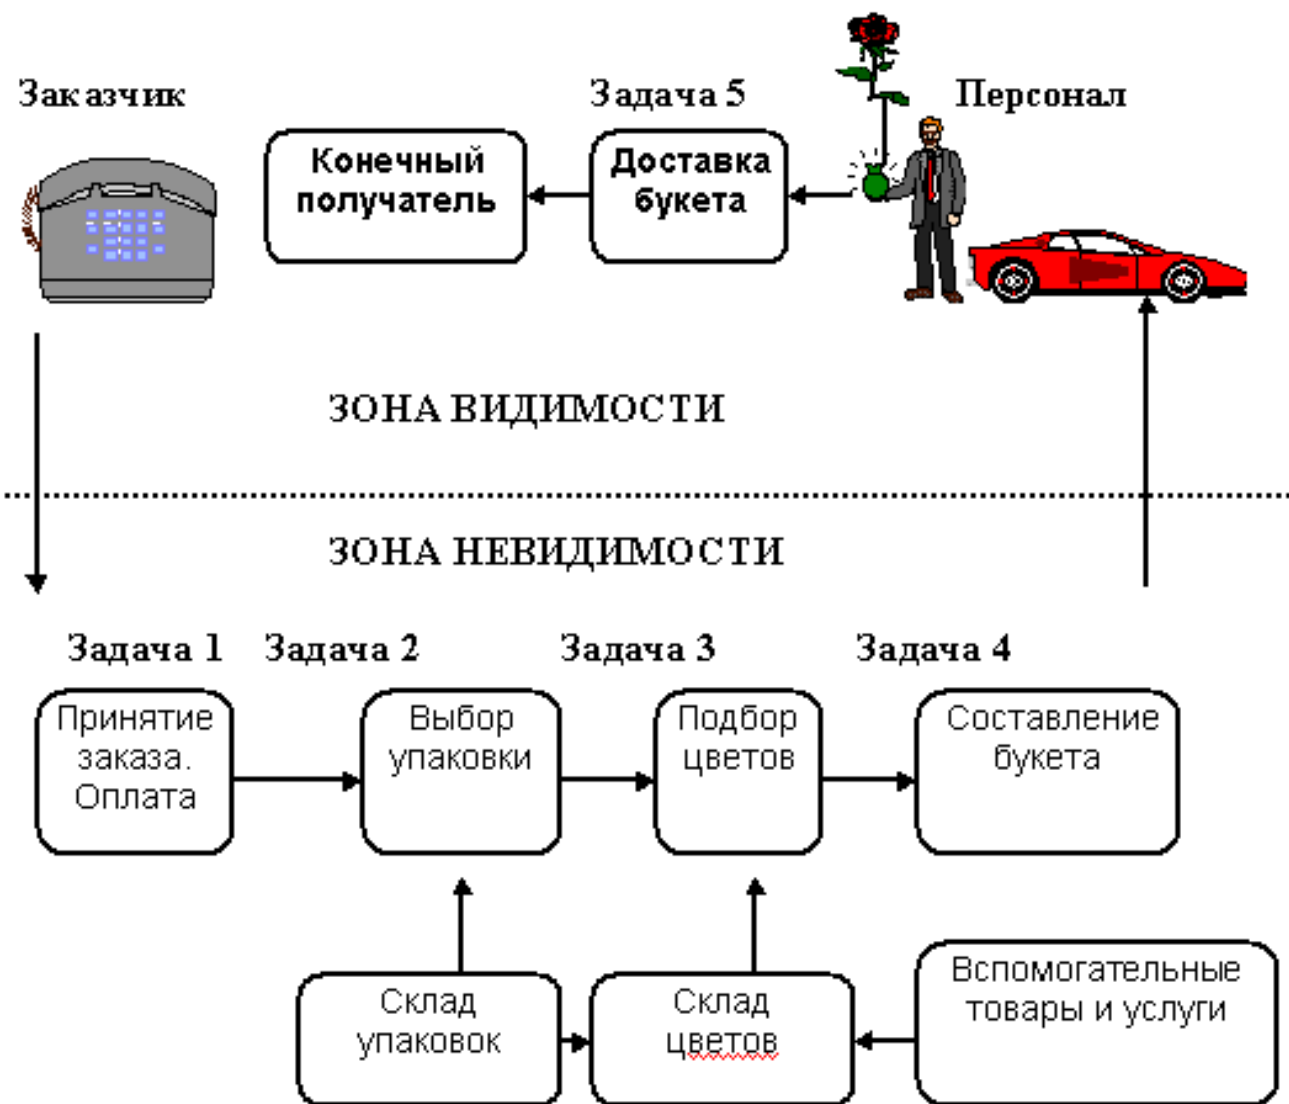 Заказчик
Задача 5
Персонал
Конечный
получатель
Доставка
букета
ЗОНА ВИДИМОСТИ
ЗОНА НЕВИДИМОСТИ
Задача 1
Задача 2
Задача 3
Задача 4
Принятие
заказа.
Оплата
Выбор
упаковки
Подбор
цветов
Составление
букета
Склад
упаковок
Склад
цветов
Вспомогательные
товары и услуги